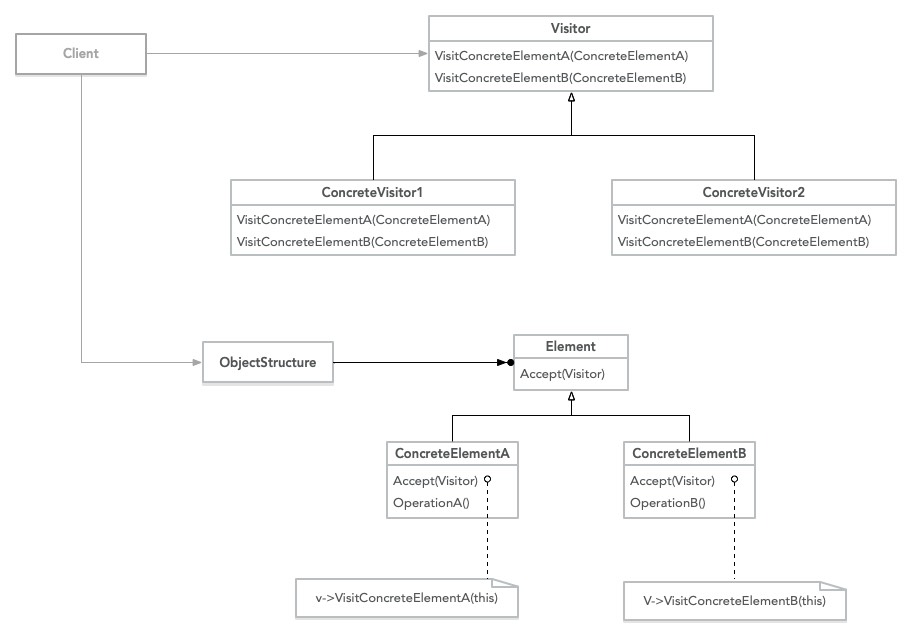 Client
Visitor
VisitConcreteElementA(ConcreteElementA)
VisitConcreteElementB(ConcreteElementB)
ConcreteVisitor1
VisitConcreteElementA(ConcreteElementA)
VisitConcreteElementB(ConcreteElementB)
ConcreteVisitor2
VisitConcreteElementA(ConcreteElementA)
VisitConcreteElementB(ConcreteElementB)
ObjectStructure
Element
Accept(Visitor)
ConcreteElementA
Accept(Visitor)
OperationA()
ConcreteElementB
Accept(Visitor)
OperationB()
v->VisitConcreteElementA(this)
V->VisitConcreteElementB(this)